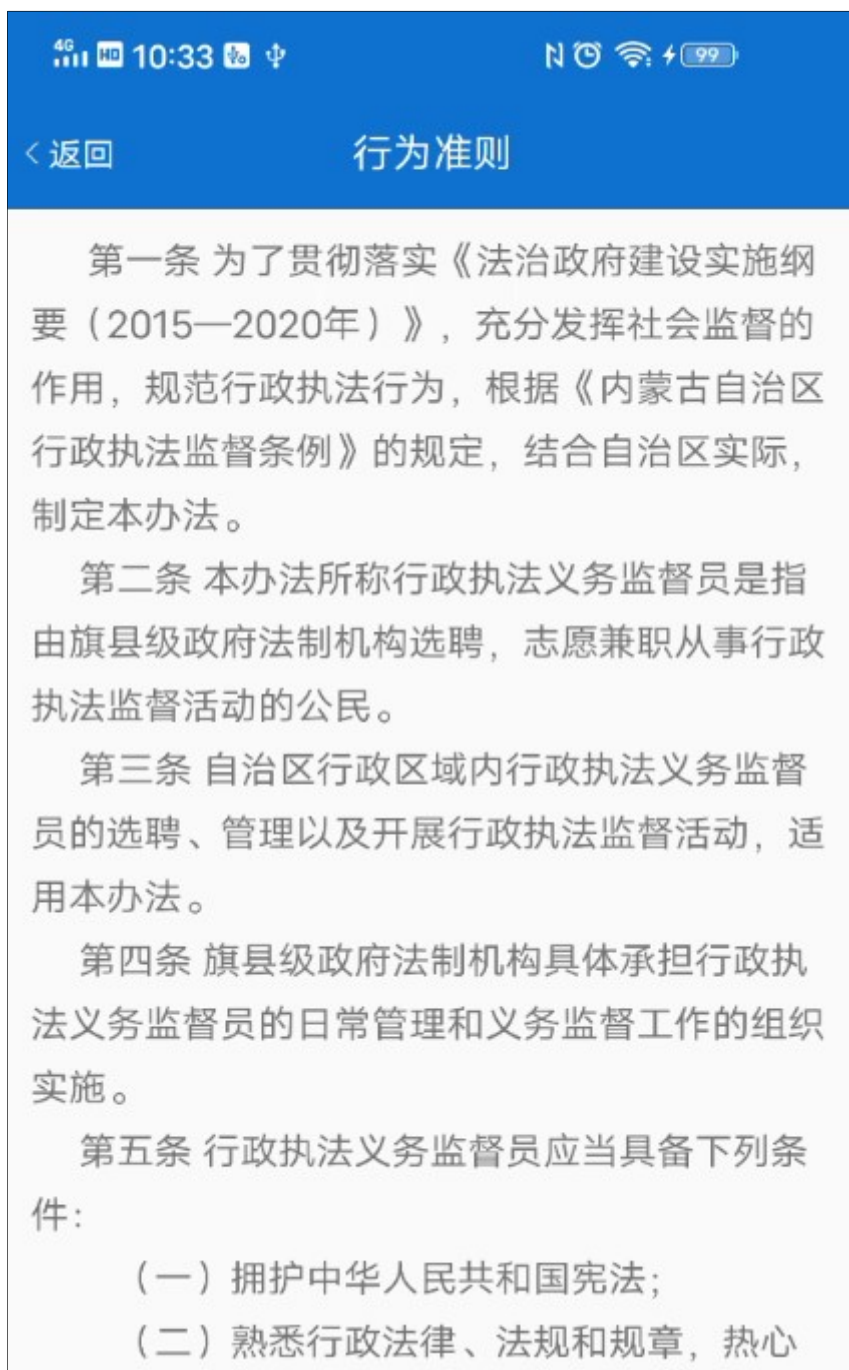 4G HD 10:33 99
< 返回 行为准则
第一条 为了贯彻落实《法治政府建设实施纲
要（2015—2020年）》，充分发挥社会监督的
作用，规范行政执法行为，根据《内蒙古自治区
行政执法监督条例》的规定，结合自治区实际，
制定本办法。
第二条 本办法所称行政执法义务监督员是指
由旗县级政府法制机构选聘，志愿兼职从事行政
执法监督活动的公民。
第三条 自治区行政区域内行政执法义务监督
员的选聘、管理以及开展行政执法监督活动，适
用本办法。
第四条 旗县级政府法制机构具体承担行政执
法义务监督员的日常管理和义务监督工作的组织
实施。
第五条 行政执法义务监督员应当具备下列条
件：
（一）拥护中华人民共和国宪法；
（二）熟悉行政法律、法规和规章，热心